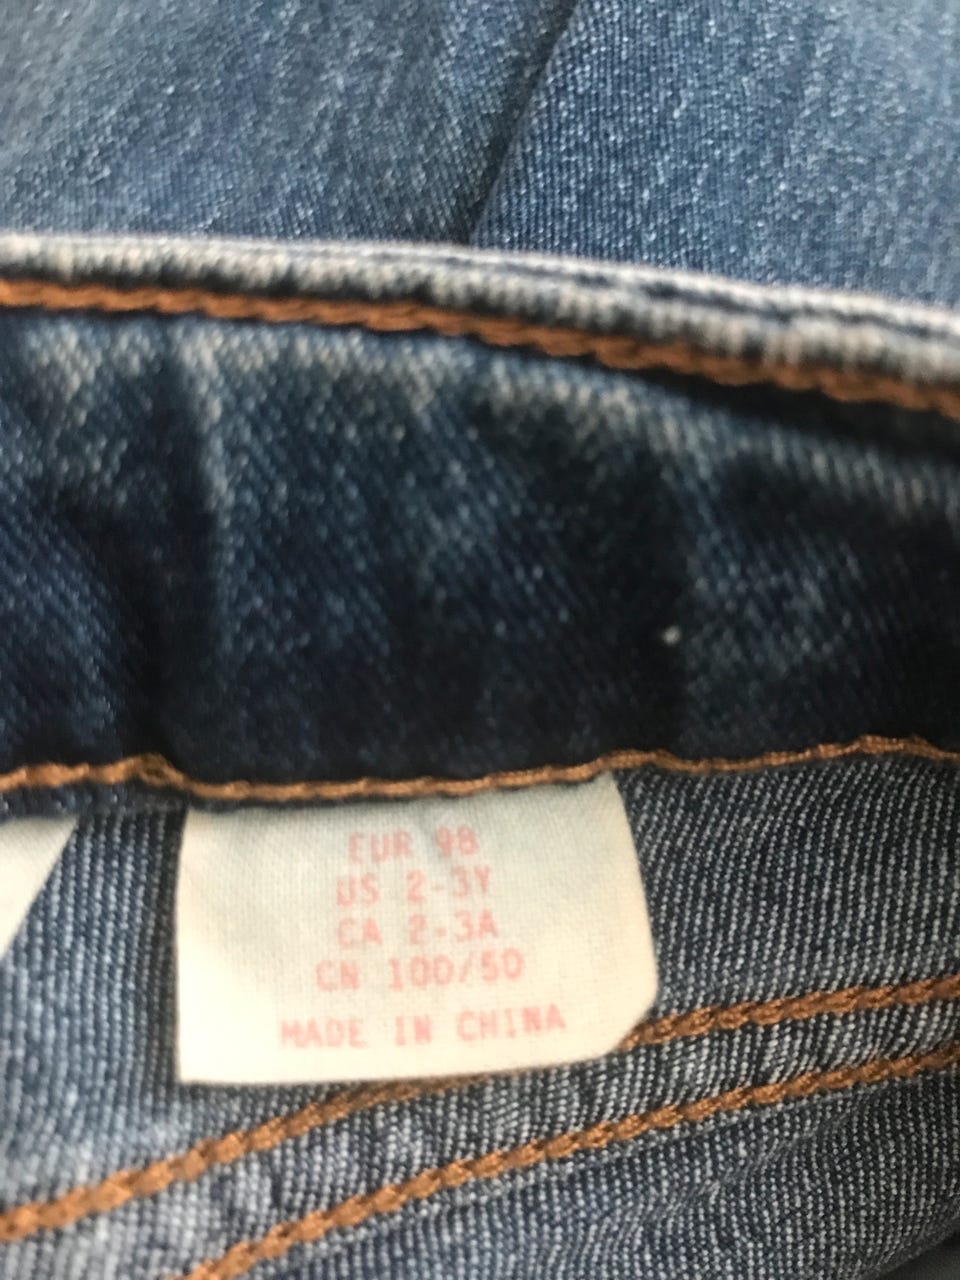 EUR 98
US 2-3Y
CA 2-3A
CN 100/50
MADE IN CHINA